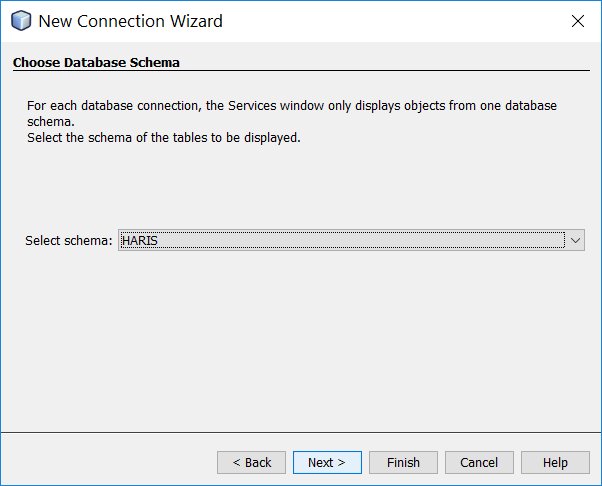 New Connection Wizard
Choose Database Schema
For each database connection, the Services window only displays objects from one database
schema.
Select the schema of the tables to be displayed.
Select schema: HARIS
< Back Next > Finish Cancel Help